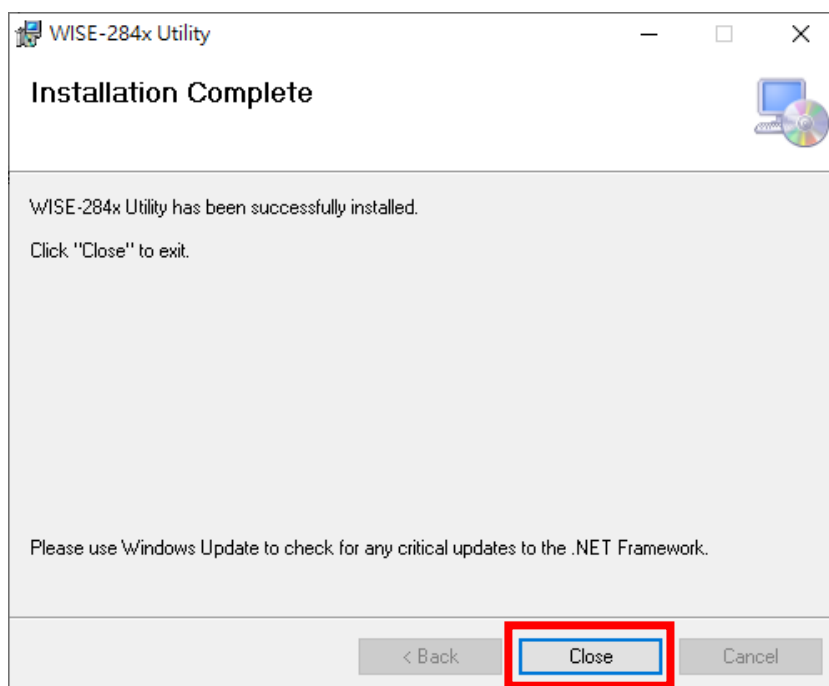 WISE-284x Utility
Installation Complete
WISE-284x Utility has been successfully installed.
Click "Close" to exit.
Please use Windows Update to check for any critical updates to the .NET Framework.
< Back
Close
Cancel